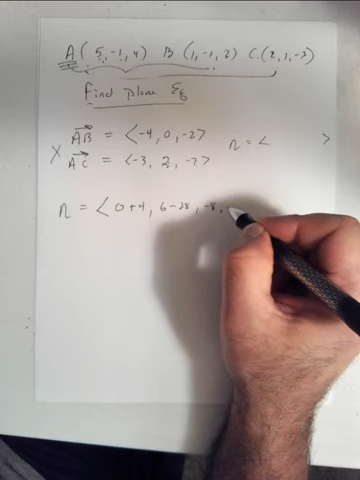 A(5,-1,4) B(1,-1,2) C.(2,1,-3)
Find plane Eq
AB = <-4, 0, -2> n = < >
X AC = <-3, 2, -7>
n = < 0+4, 6-28, -8,